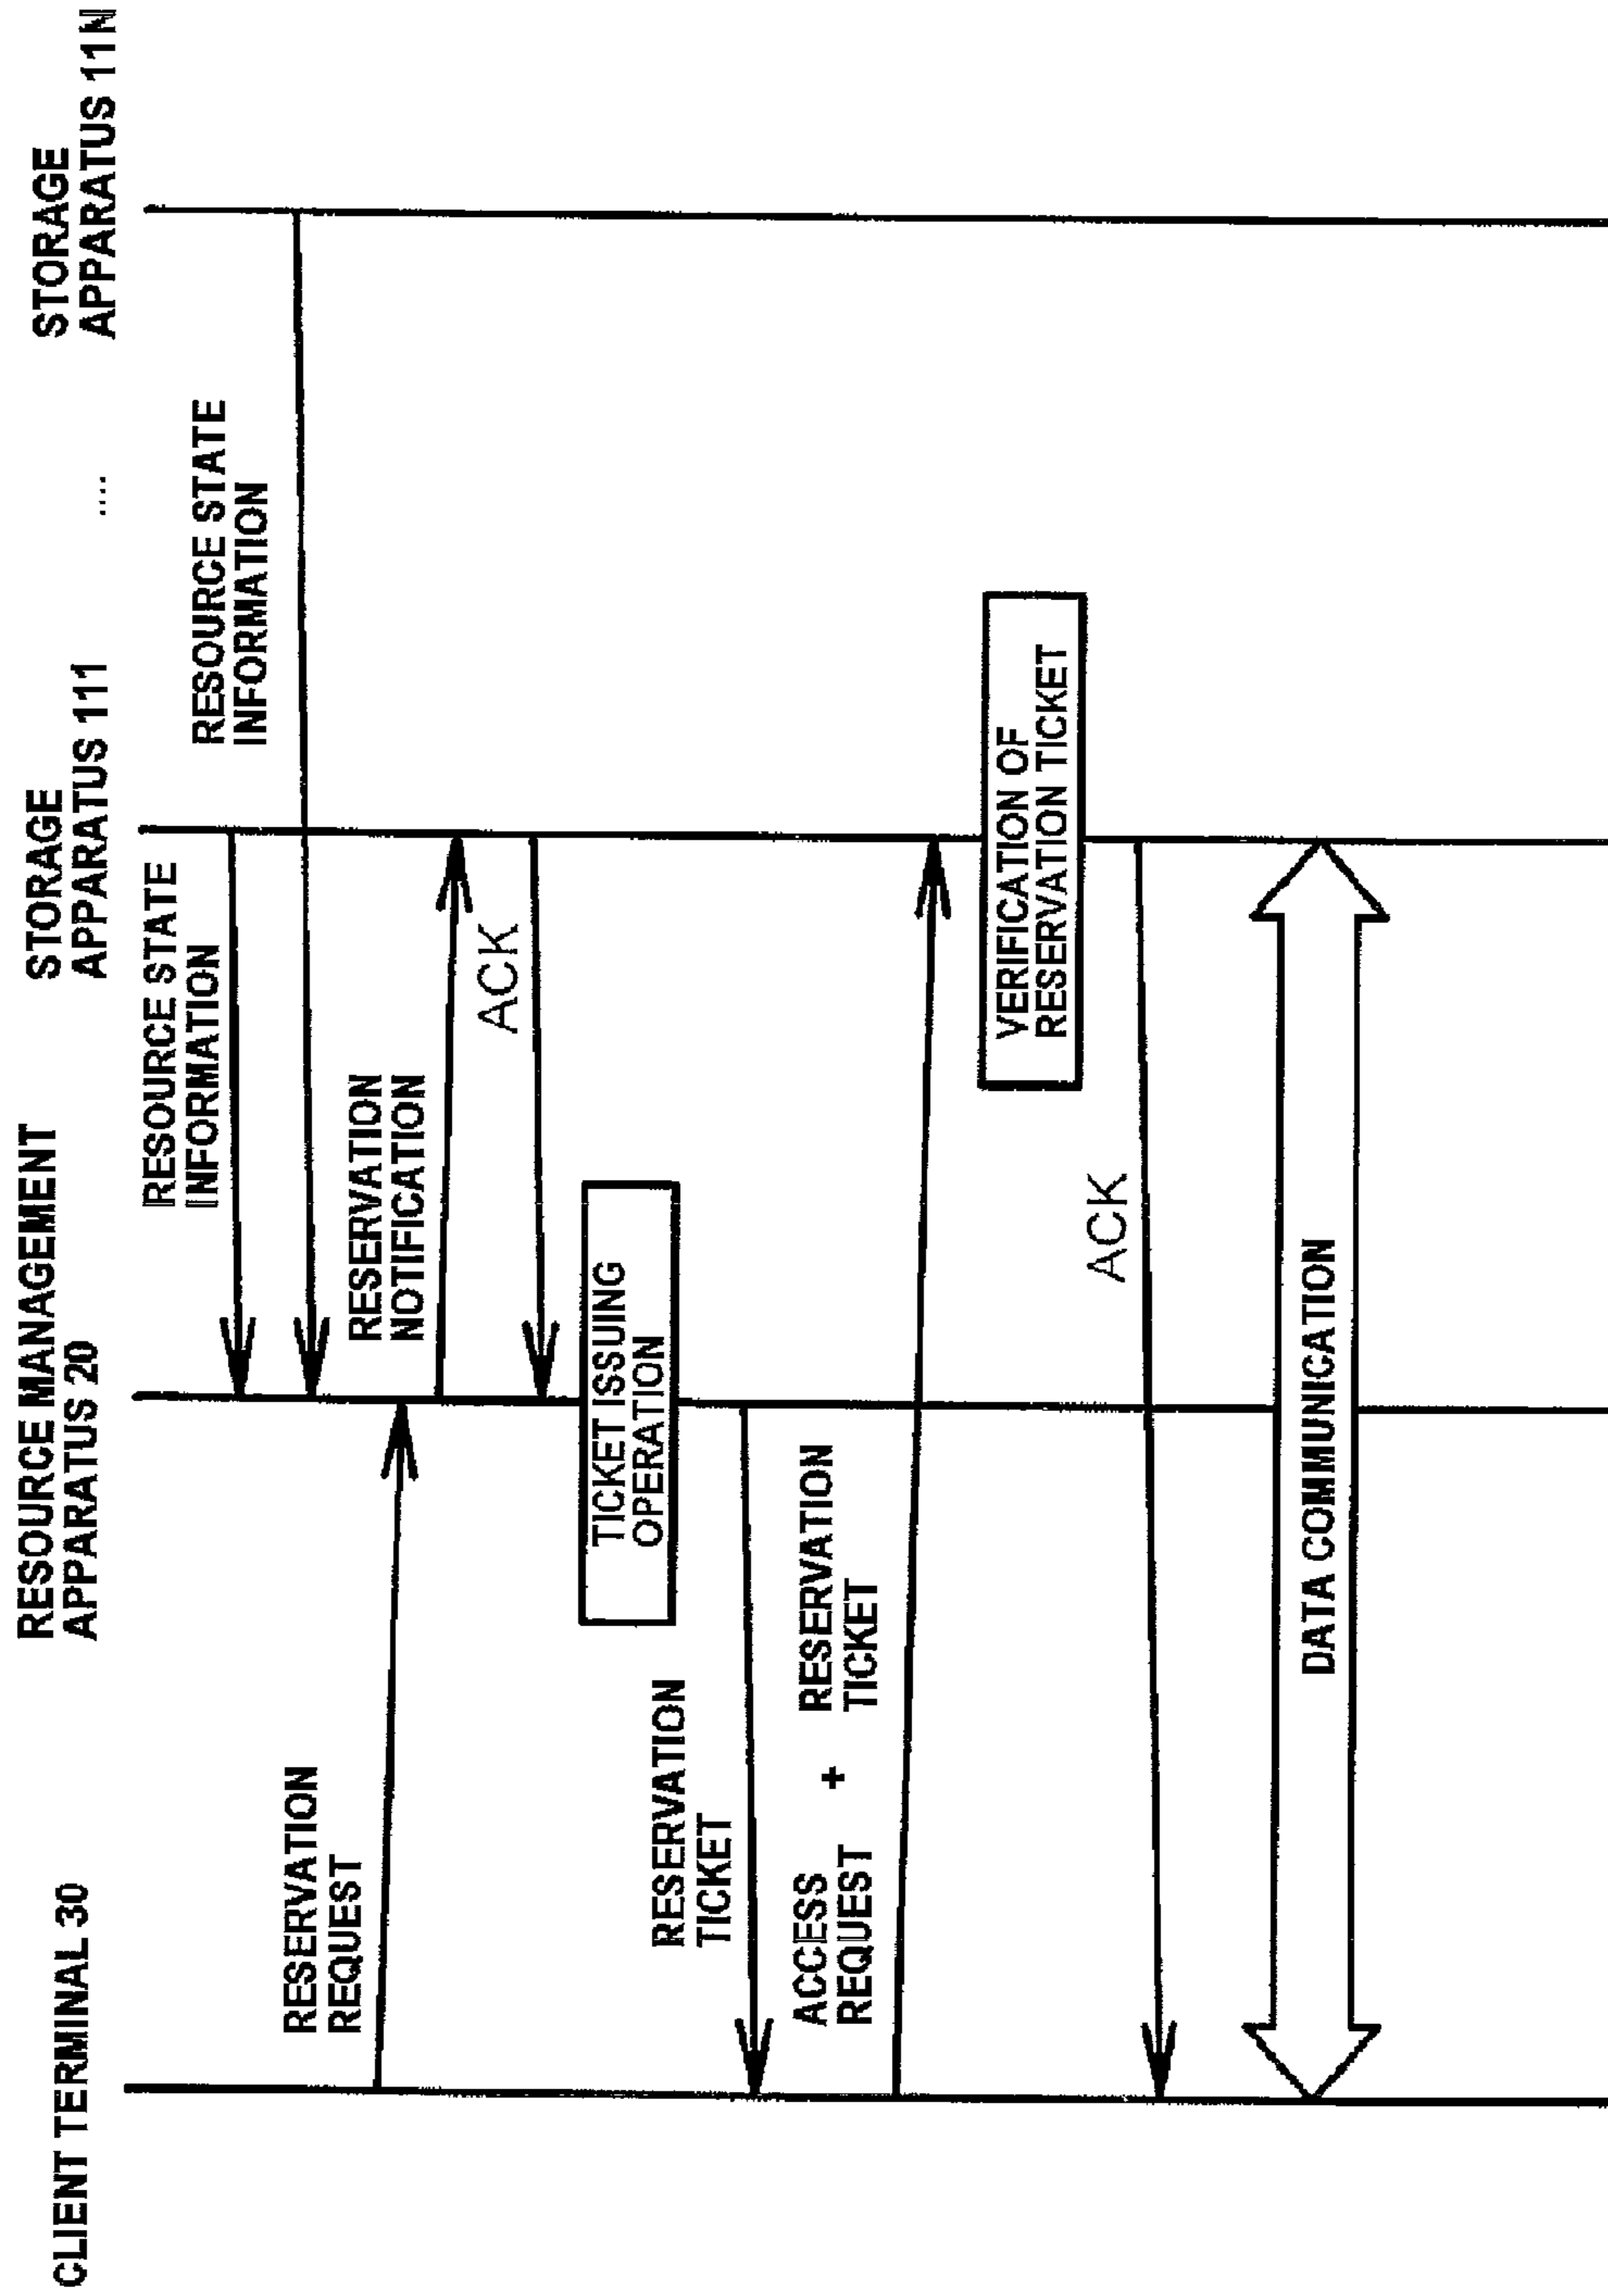 CLIENT TERMINAL 30
RESOURCE MANAGEMENT
APPARATUS 20
STORAGE
APPARATUS 111
....
STORAGE
APPARATUS 11N
RESOURCE STATE
INFORMATION
RESOURCE STATE
INFORMATION
RESERVATION
REQUEST
RESERVATION
NOTIFICATION
ACK
TICKET ISSUING
OPERATION
RESERVATION
TICKET
ACCESS
REQUEST
+
RESERVATION
TICKET
VERIFICATION OF
RESERVATION TICKET
ACK
DATA COMMUNICATION